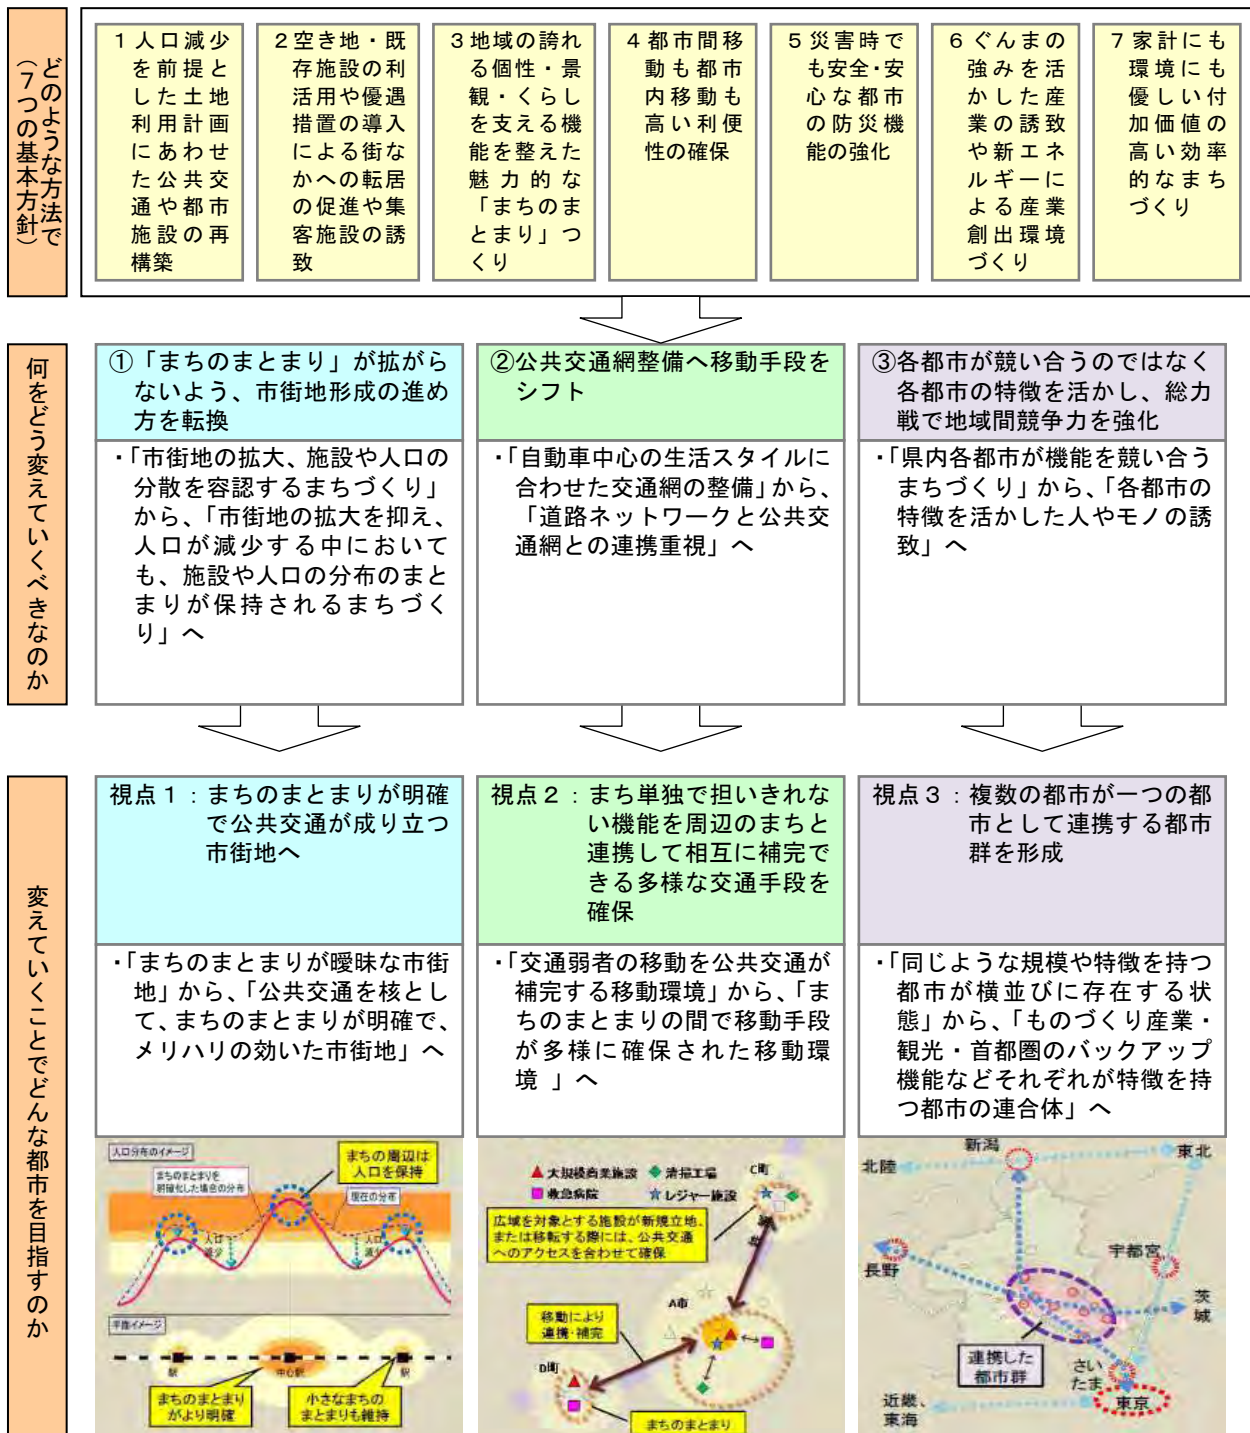 どのような方法で
（７つの基本方針）
１人口減少
を前提と
した土地
利用計画
にあわせ
た公共交
通や都市
施設の再
構築
２空き地・既
存施設の利
活用や優遇
措置の導入
による街な
かへの転居
の促進や集
客施設の誘
致
３地域の誇れ
る個性・景
観・くらし
を支える機
能を整えた
魅力的な
「まちのま
とまり」つ
くり
４都市間移
動も都市
内移動も
高い利便
性の確保
５災害時で
も安全・安
心な都市
の防災機
能の強化
６ぐんまの
強みを活
かした産
業の誘致
や新エネ
ルギーに
よる産業
創出環境
づくり
７家計にも
環境にも
優しい付
加価値の
高い効率
的なまち
づくり
何をどう変えていくべきなのか
①「まちのまとまり」が拡がら
ないよう、市街地形成の進め
方を転換
・「市街地の拡大、施設や人口の
分散を容認するまちづくり」
から、「市街地の拡大を抑え、
人口が減少する中において
も、施設や人口の分布のまと
まりが保持されるまちづく
り」へ
②公共交通網整備へ移動手段を
シフト
・「自動車中心の生活スタイルに
合わせた交通網の整備」から、
「道路ネットワークと公共交
通網との連携重視」へ
③各都市が競い合うのではなく
各都市の特徴を活かし、総力
戦で地域間競争力を強化
・「県内各都市が機能を競い合う
まちづくり」から、「各都市の
特徴を活かした人やモノの誘
致」へ
変えていくことでどんな都市を目指すのか
視点１：まちのまとまりが明確
で公共交通が成り立つ
市街地へ
・「まちのまとまりが曖昧な市街
地」から、「公共交通を核とし
て、まちのまとまりが明確で、
メリハリの効いた市街地」へ
視点２：まち単独で担いきれな
い機能を周辺のまちと
連携して相互に補完で
きる多様な交通手段を
確保
・「交通弱者の移動を公共交通が
補完する移動環境」から、「ま
ちのまとまりの間で移動手段
が多様に確保された移動環
境」へ
視点３：複数の都市が一つの都
市として連携する都市
群を形成
・「同じような規模や特徴を持つ
都市が横並びに存在する状
態」から、「ものづくり産業・
観光・首都圏のバックアップ
機能などそれぞれが特徴を持
つ都市の連合体」へ
人口分布のイメージ
まちのまとまりを
明確化した場合の分布
まちの周辺は
人口を保持
現在の分布
人口
減少
人口
減少
平面イメージ
駅
中心駅
駅
まちのまとまり
がより明確
小さなまちの
まとまりも維持
大規模商業施設
清掃工場
救急病院
レジャー施設
C町
広域を対象とする施設が新規立地、
または移転する際には、公共交通
へのアクセスを合わせて確保
A市
移動により
連携・補完
D町
まちのまとまり
新潟
北陸
東北
長野
宇都宮
茨城
連携した
都市群
さい
たま
近畿、
東海
東京